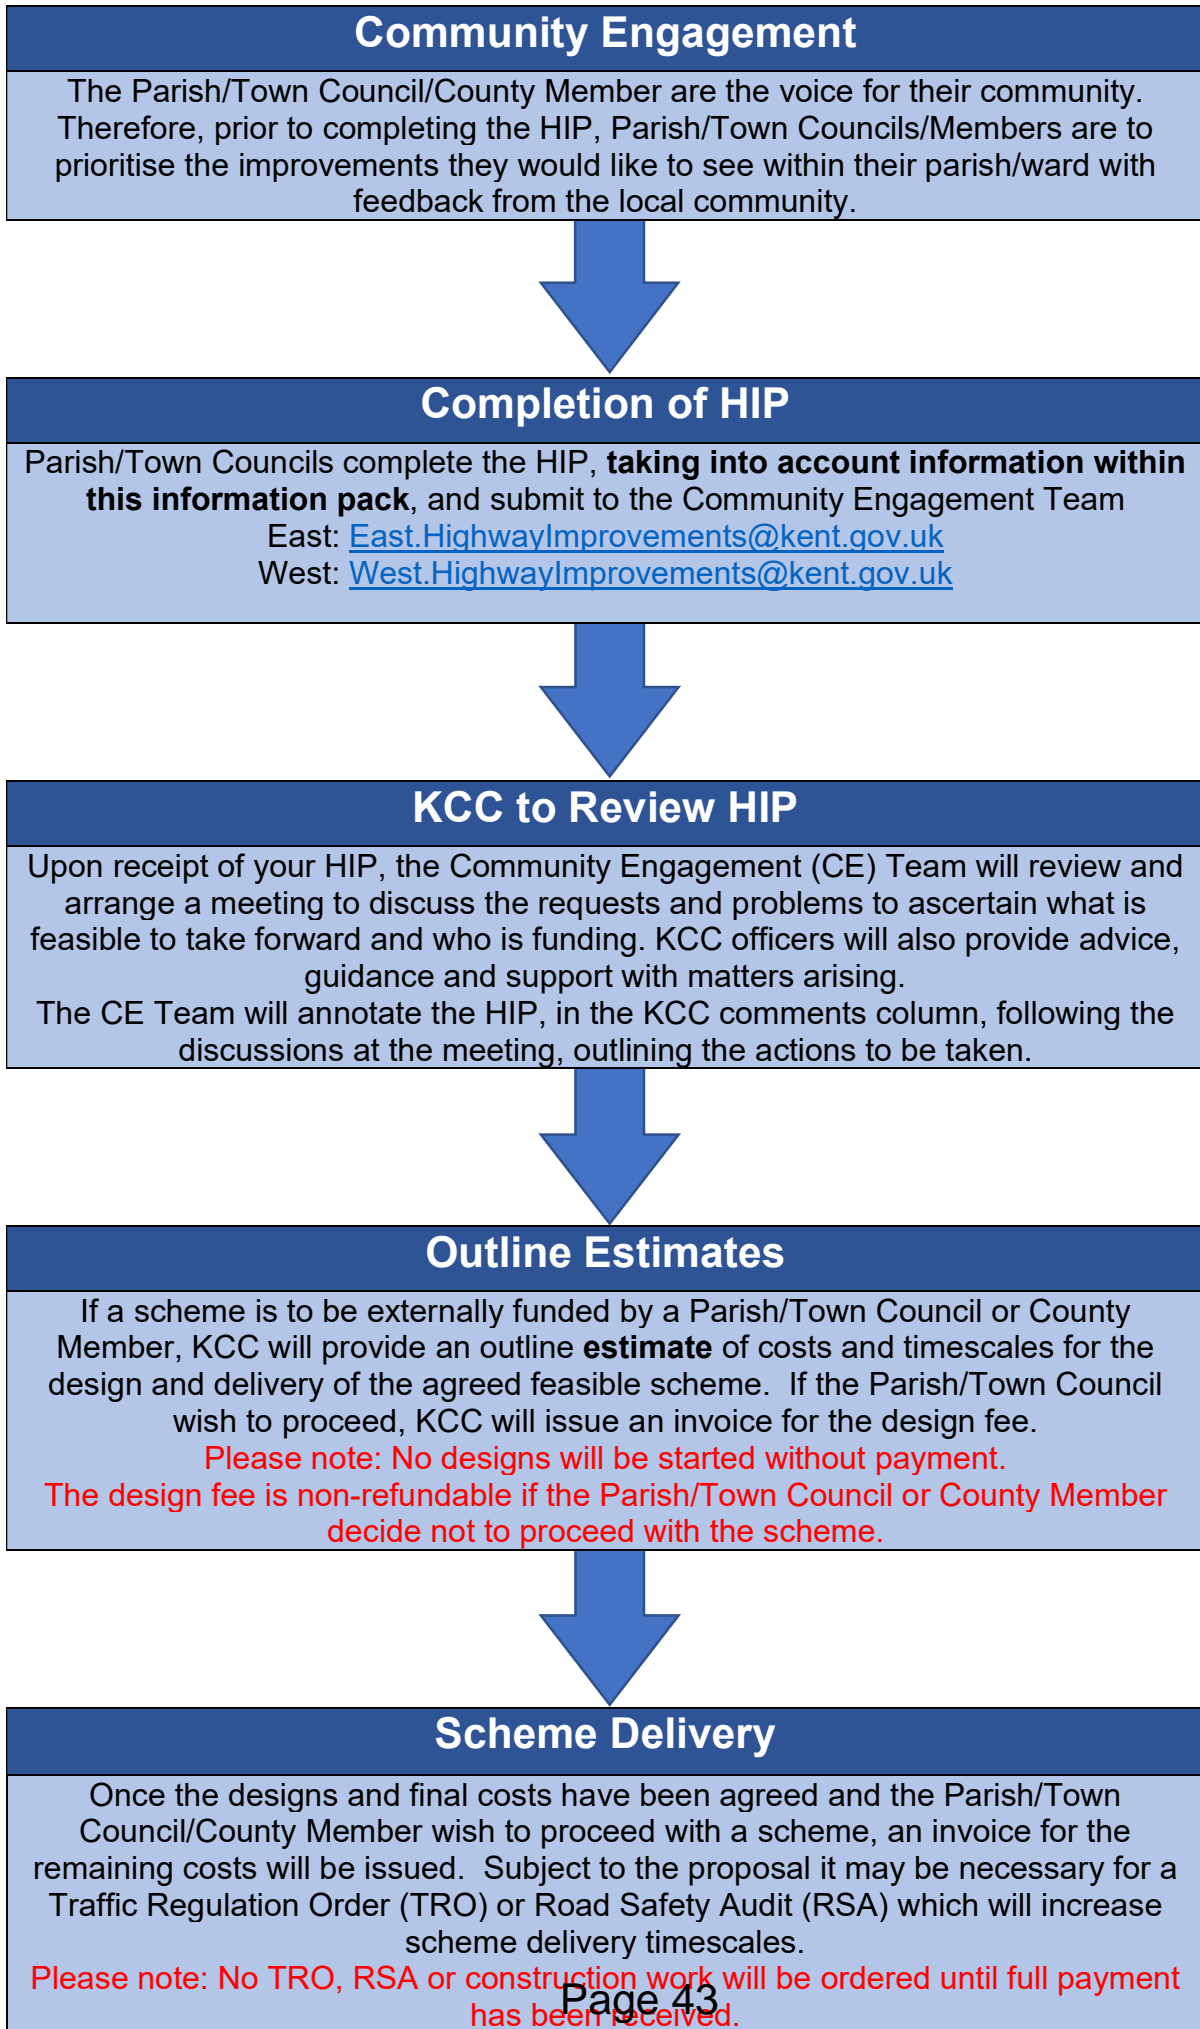 Community Engagement
The Parish/Town Council/County Member are the voice for their community.
Therefore, prior to completing the HIP, Parish/Town Councils/Members are to
prioritise the improvements they would like to see within their parish/ward with
feedback from the local community.
Completion of HIP
Parish/Town Councils complete the HIP, taking into account information within
this information pack, and submit to the Community Engagement Team
East: East.HighwayImprovements@kent.gov.uk
West: West.HighwayImprovements@kent.gov.uk
KCC to Review HIP
Upon receipt of your HIP, the Community Engagement (CE) Team will review and
arrange a meeting to discuss the requests and problems to ascertain what is
feasible to take forward and who is funding. KCC officers will also provide advice,
guidance and support with matters arising.
The CE Team will annotate the HIP, in the KCC comments column, following the
discussions at the meeting, outlining the actions to be taken.
Outline Estimates
If a scheme is to be externally funded by a Parish/Town Council or County
Member, KCC will provide an outline estimate of costs and timescales for the
design and delivery of the agreed feasible scheme. If the Parish/Town Council
wish to proceed, KCC will issue an invoice for the design fee.
Please note: No designs will be started without payment.
The design fee is non-refundable if the Parish/Town Council or County Member
decide not to proceed with the scheme.
Scheme Delivery
Once the designs and final costs have been agreed and the Parish/Town
Council/County Member wish to proceed with a scheme, an invoice for the
remaining costs will be issued. Subject to the proposal it may be necessary for a
Traffic Regulation Order (TRO) or Road Safety Audit (RSA) which will increase
scheme delivery timescales.
Please note: No TRO, RSA or construction work will be ordered until full payment
has been received.
Page 43